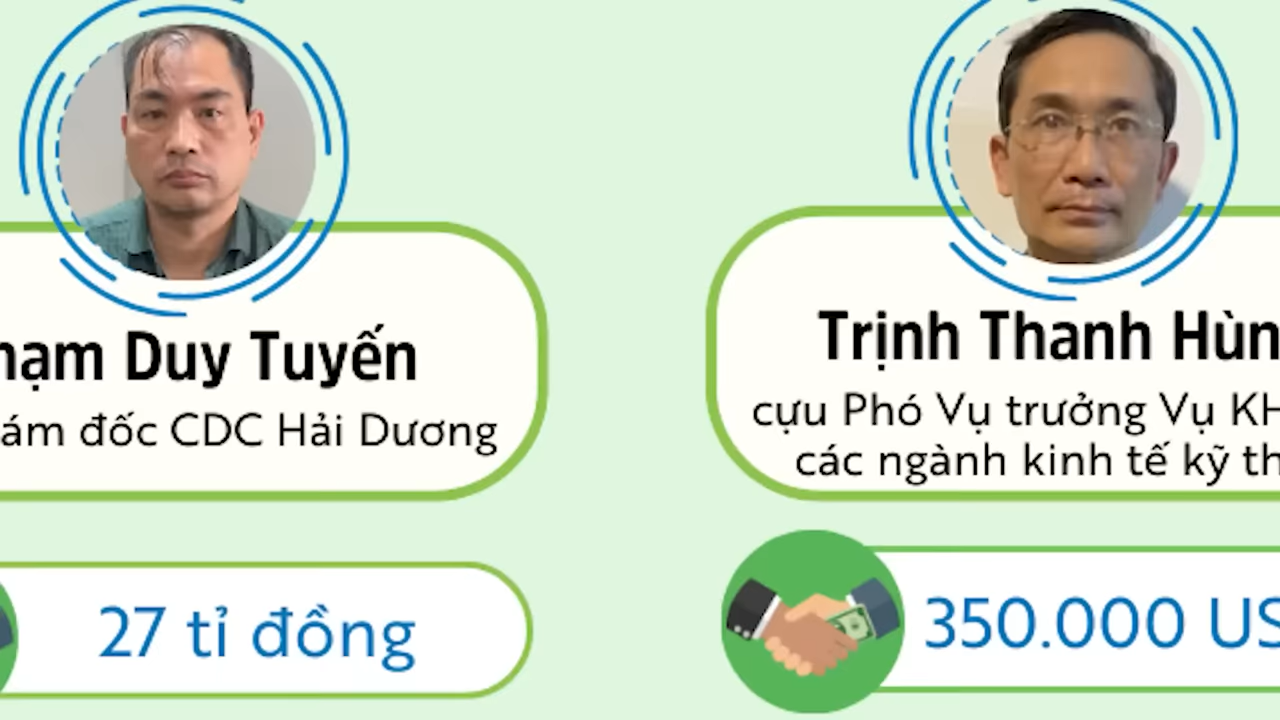 hạm Duy Tuyến
ám đốc CDC Hải Dương
27 tỉ đồng
Trịnh Thanh Hùn
cựu Phó Vụ trưởng Vụ KH
các ngành kinh tế kỹ th
350.000 US